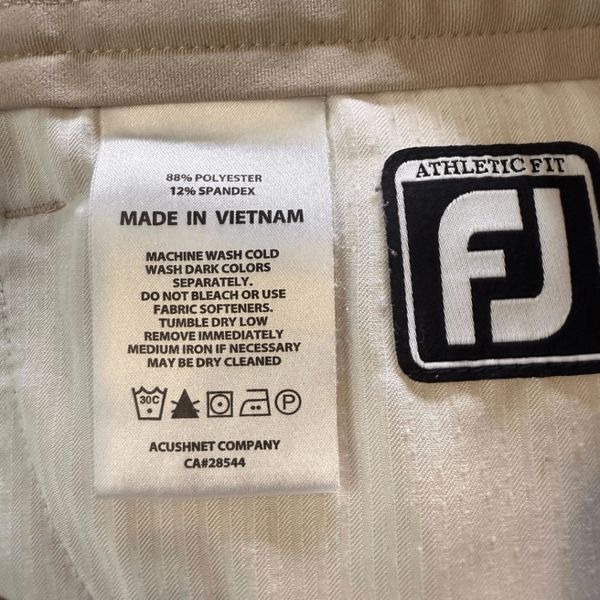 88% POLYESTER
12% SPANDEX
MADE IN VIETNAM
MACHINE WASH COLD
WASH DARK COLORS
SEPARATELY.
DO NOT BLEACH OR USE
FABRIC SOFTENERS.
TUMBLE DRY LOW
REMOVE IMMEDIATELY
MEDIUM IRON IF NECESSARY
MAY BE DRY CLEANED
30C
P
ACUSHNET COMPANY
CA#28544
ATHLETIC FIT
FJ